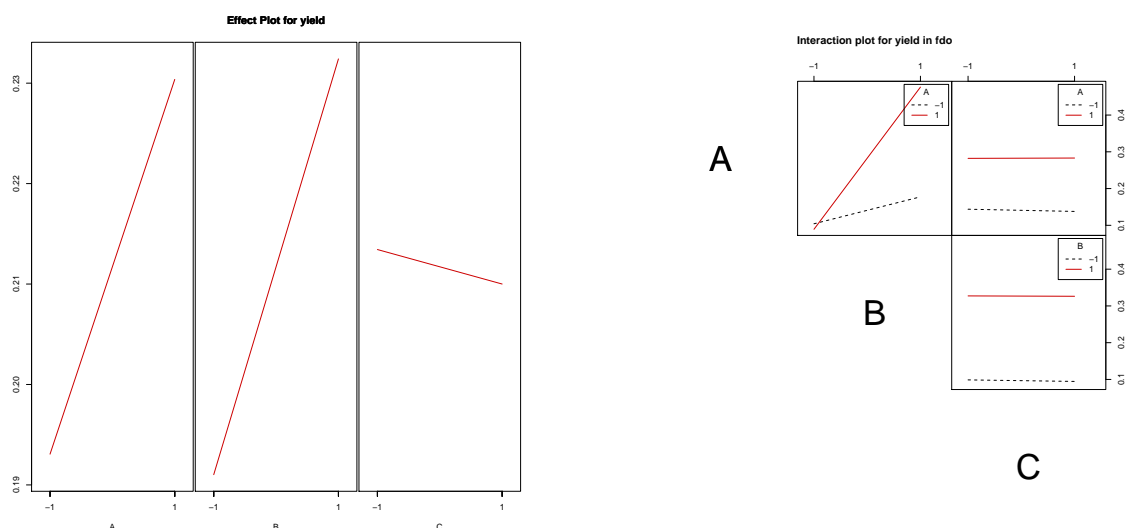 Effect Plot for yield
0.23
0.22
0.21
0.20
0.19
−1 1 −1 1 −1 1
A B C
Interaction plot for yield in fdo
−1 1 −1 1
A
−1
1
A
−1
1
0.4
0.3
0.2
0.1
A
B
−1
1
0.4
0.3
0.2
0.1
B
C